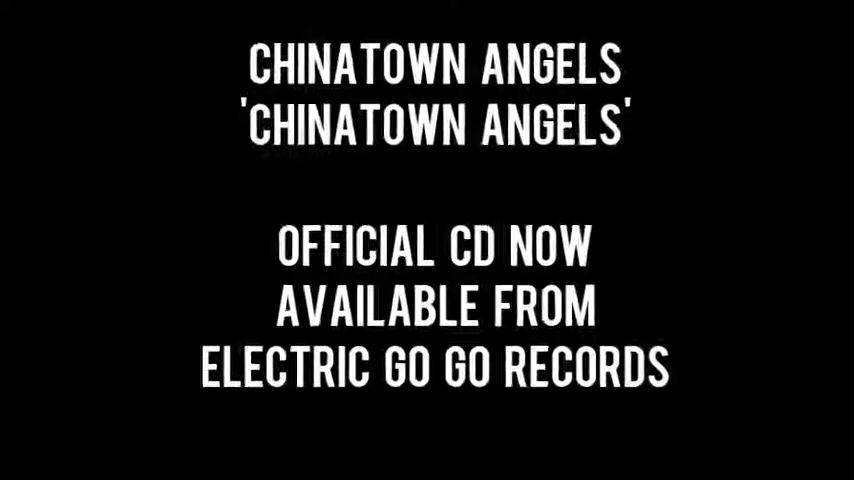 CHINATOWN ANGELS
'CHINATOWN ANGELS'
OFFICIAL CD NOW
AVAILABLE FROM
ELECTRIC GO GO RECORDS